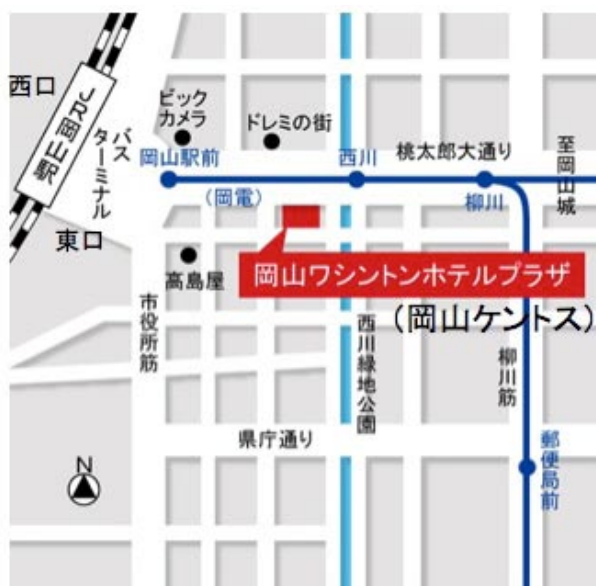 西口
JR岡山駅
バス
ターミナル
東口
ビック
カメラ
ドレミの街
岡山駅前
(岡電)
西川
桃太郎大通り
柳川
至岡山城
高島屋
岡山ワシントンホテルプラザ
(岡山ケントス)
市役所筋
西川緑地公園
柳川筋
県庁通り
郵便局前
N